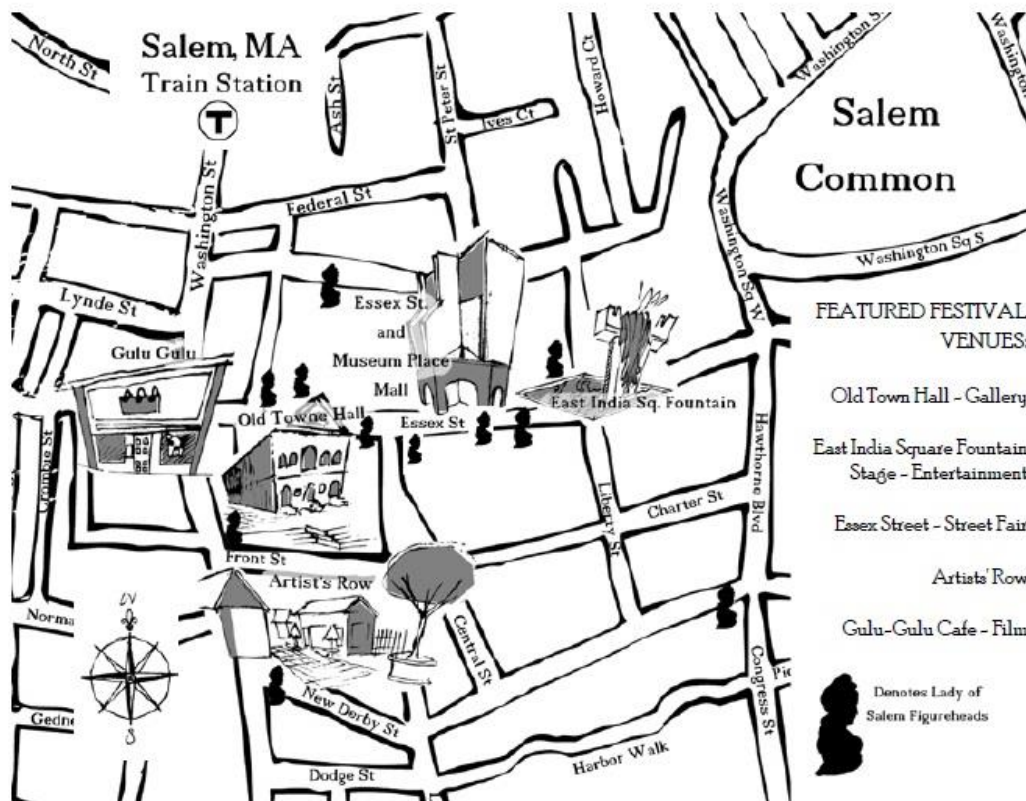 North St
Salem, MA
Train Station
T
Ash St
St Peter St
Ives Ct
Howard Ct
Washington S
Washington
Salem
Common
Washington St
Federal St
Washington Sq W
Washington Sq S
Lynde St
Essex St.
and
Museum Place
Mall
Gulu Gulu
Old Towne Hall
Essex St
East India Sq. Fountain
Crombie St
Liberty St
Charter St
Hawthorne Blvd
Front St
Artist's Row
Central St
Norma
N
S
Gedne
New Derby St
Dodge St
Harbor Walk
Congress St
Pic
FEATURED FESTIVAL
VENUES:
Old Town Hall - Gallery
East India Square Fountain
Stage - Entertainment
Essex Street - Street Fair
Artists' Row
Gulu-Gulu Cafe - Film
Denotes Lady of
Salem Figureheads